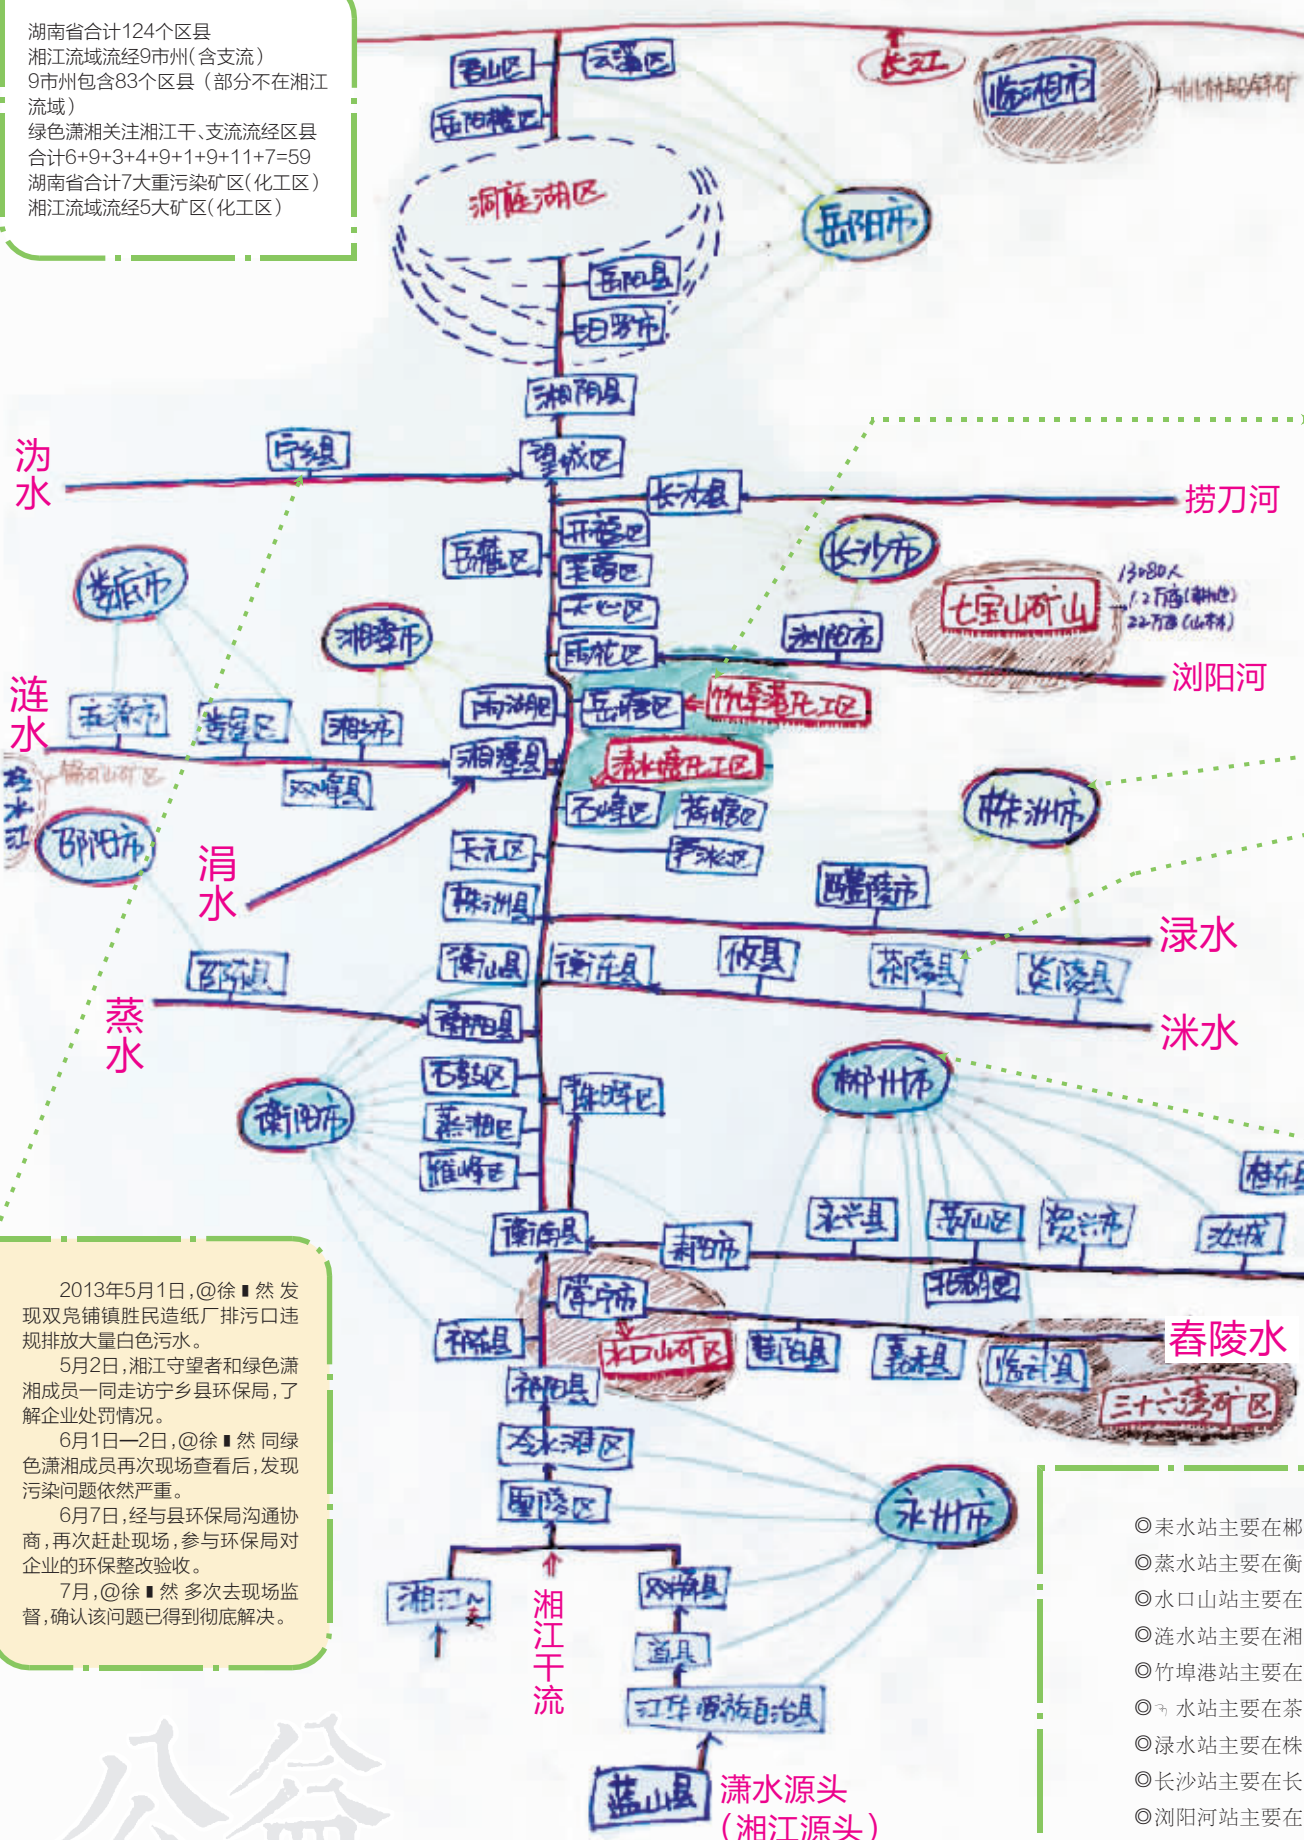 湖南省合计124个区县
湘江流域流经9市州(含支流)
9市州包含83个区县（部分不在湘江
流域）
绿色潇湘关注湘江干、支流流经区县
合计6+9+3+4+9+1+9+11+7=59
湖南省合计7大重污染矿区(化工区)
湘江流域流经5大矿区(化工区)
君山区
云溪区
岳阳楼区
长江
临湘市
洞庭湖区
岳阳市
岳阳县
汨罗市
湘阴县
沩水
宁乡县
望城区
长沙县
捞刀河
开福区
岳麓区
芙蓉区
长沙市
天心区
娄底市
湘潭市
七宝山矿山
13080人
浏阳市
雨花区
浏阳河
涟水
涟源市
娄星区
湘乡市
雨湖区
岳塘区
竹埠港化工区
湘潭县
清水塘化工区
锡矿山矿区
冷水江
双峰县
石峰区
荷塘区
株洲市
邵阳市
涓水
天元区
芦淞区
株洲县
醴陵市
渌水
邵东县
衡山县
衡东县
攸县
茶陵县
炎陵县
蒸水
衡阳县
洣水
石鼓区
珠晖区
郴州市
衡阳市
蒸湘区
雁峰区
桂东县
衡南县
耒阳市
永兴县
苏仙区
资兴市
汝城
北湖区
常宁市
舂陵水
祁东县
水口山矿区
桂阳县
嘉禾县
临武县
三十六湾矿区
祁阳县
冷水滩区
零陵区
永州市
湘江
湘江干流
双牌县
道县
江华瑶族自治县
蓝山县
潇水源头
（湘江源头）
2013年5月1日,@徐▮然 发
现双凫铺镇胜民造纸厂排污口违
规排放大量白色污水。
5月2日,湘江守望者和绿色潇
湘成员一同走访宁乡县环保局,了
解企业处罚情况。
6月1日—2日,@徐▮然 同绿
色潇湘成员再次现场查看后,发现
污染问题依然严重。
6月7日,经与县环保局沟通协
商,再次赶赴现场,参与环保局对
企业的环保整改验收。
7月,@徐▮然 多次去现场监
督,确认该问题已得到彻底解决。
◎耒水站主要在郴
◎蒸水站主要在衡
◎水口山站主要在
◎涟水站主要在湘
◎竹埠港站主要在
◎水站主要在茶
◎渌水站主要在株
◎长沙站主要在长
◎浏阳河站主要在
公益